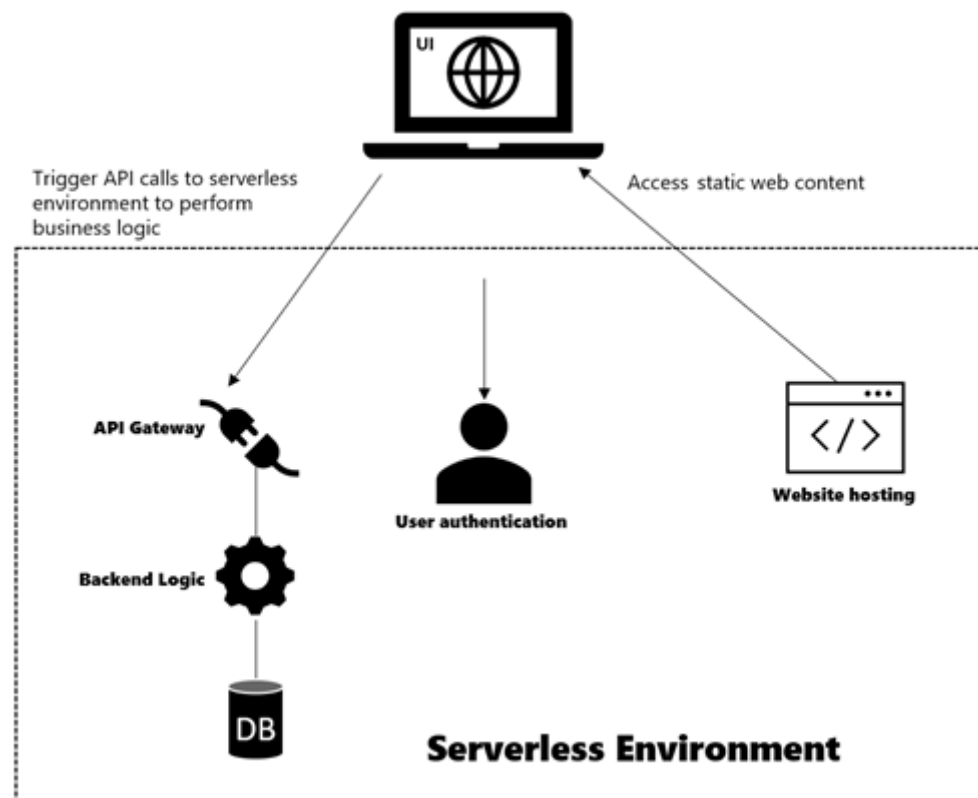 UI
Trigger API calls to serverless
environment to perform
business logic
Access static web content
API Gateway
User authentication
Website hosting
Backend Logic
DB
Serverless Environment